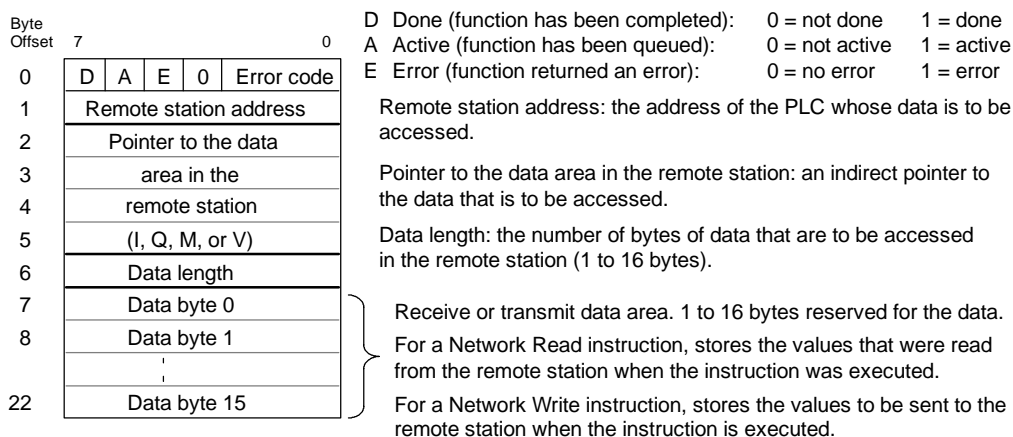 Byte
Offset 7 0
0 D A E 0 Error code
1 Remote station address
2 Pointer to the data
3 area in the
4 remote station
5 (I, Q, M, or V)
6 Data length
7 Data byte 0
8 Data byte 1
22 Data byte 15
D Done (function has been completed): 0 = not done 1 = done
A Active (function has been queued): 0 = not active 1 = active
E Error (function returned an error): 0 = no error 1 = error
Remote station address: the address of the PLC whose data is to be
accessed.
Pointer to the data area in the remote station: an indirect pointer to
the data that is to be accessed.
Data length: the number of bytes of data that are to be accessed
in the remote station (1 to 16 bytes).
Receive or transmit data area. 1 to 16 bytes reserved for the data.
For a Network Read instruction, stores the values that were read
from the remote station when the instruction was executed.
For a Network Write instruction, stores the values to be sent to the
remote station when the instruction is executed.